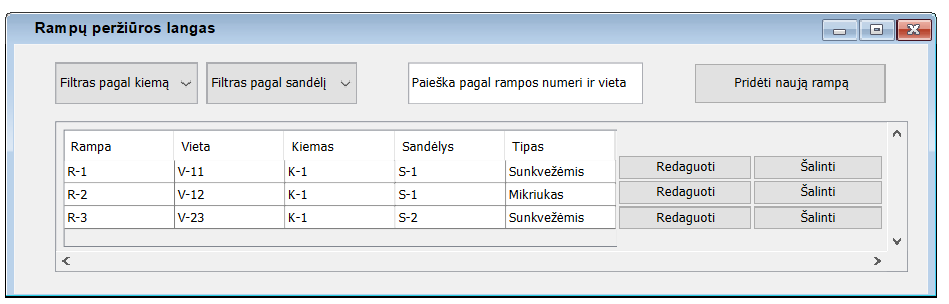 Rampų peržiūros langas
Filtras pagal kiemą Filtras pagal sandėlį Paieška pagal rampos numeri ir vieta Pridėti naują rampą
Rampa Vieta Kiemas Sandėlys Tipas
R-1 V-11 K-1 S-1 Sunkvežėmis Redaguoti Šalinti
R-2 V-12 K-1 S-1 Mikriukas Redaguoti Šalinti
R-3 V-23 K-1 S-2 Sunkvežėmis Redaguoti Šalinti